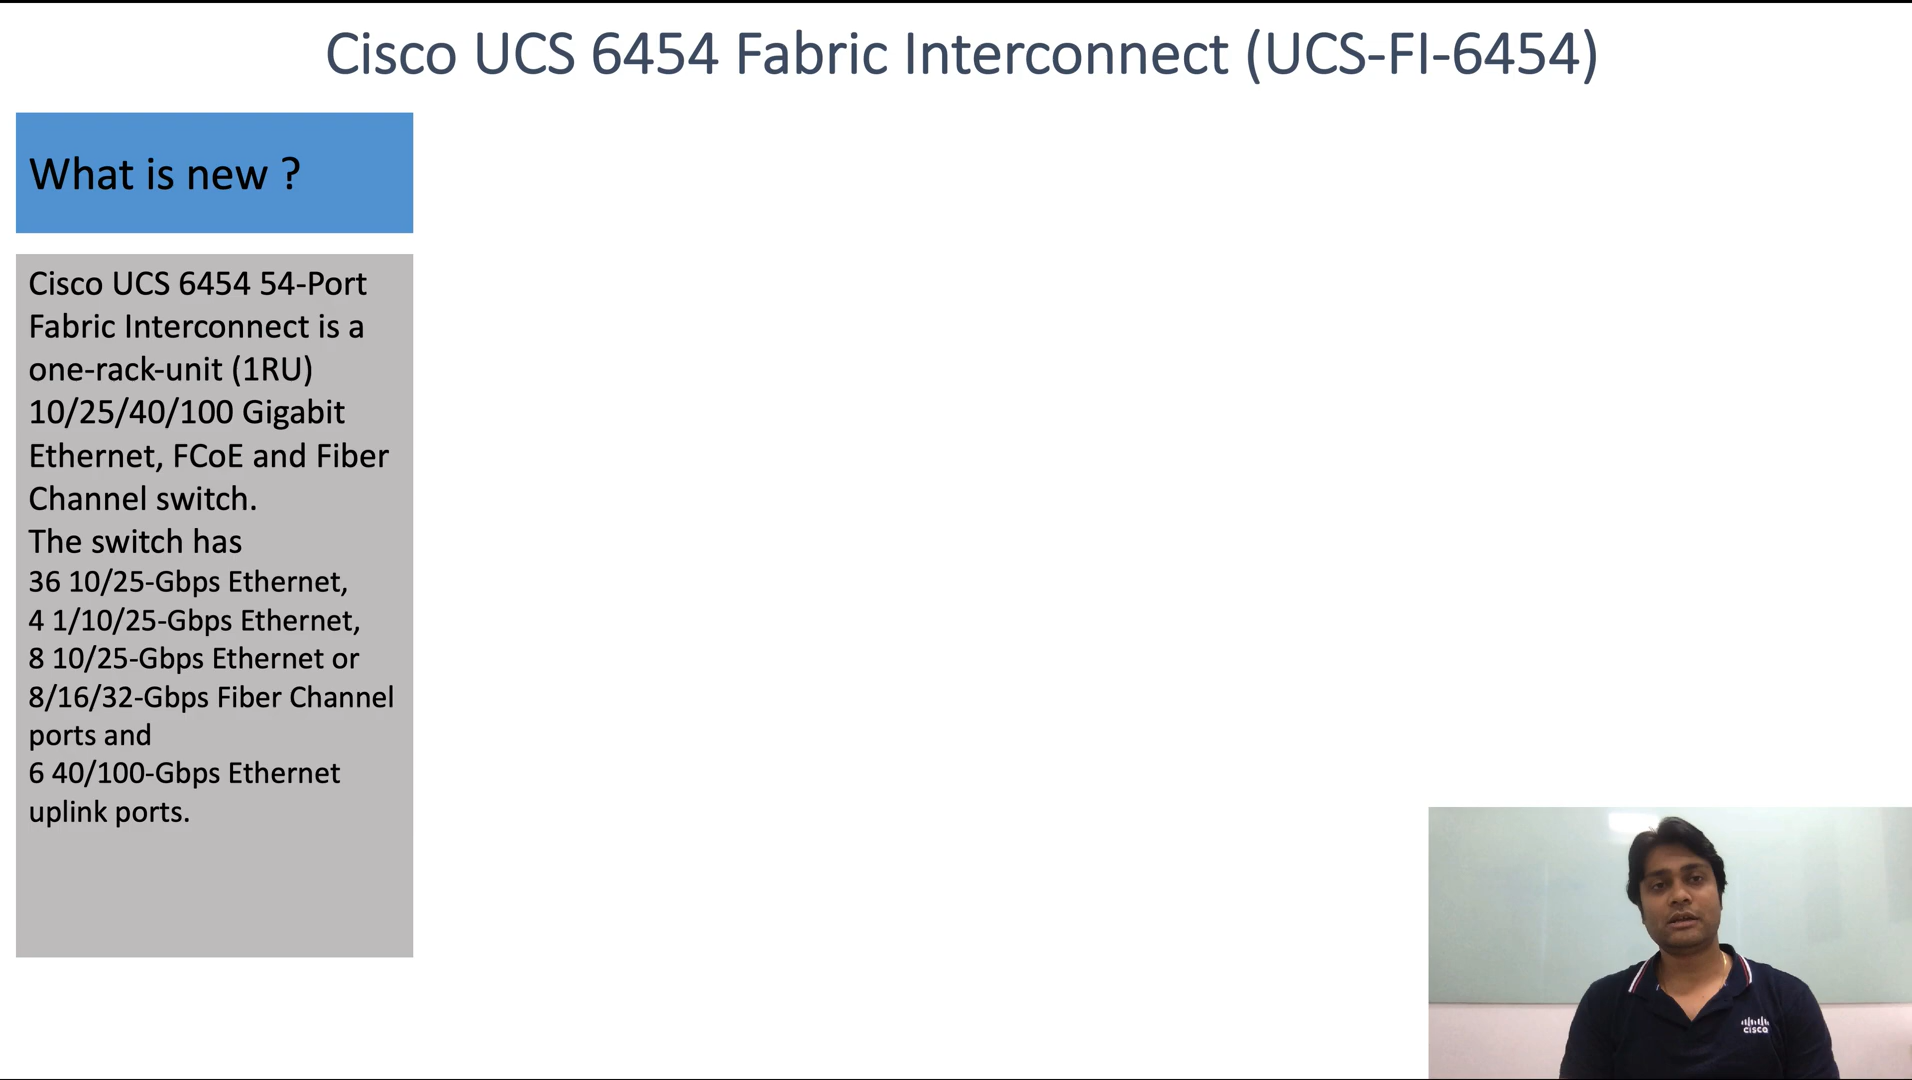 Cisco UCS 6454 Fabric Interconnect (UCS-FI-6454)
What is new ?
Cisco UCS 6454 54-Port
Fabric Interconnect is a
one-rack-unit (1RU)
10/25/40/100 Gigabit
Ethernet, FCoE and Fiber
Channel switch.
The switch has
36 10/25-Gbps Ethernet,
4 1/10/25-Gbps Ethernet,
8 10/25-Gbps Ethernet or
8/16/32-Gbps Fiber Channel
ports and
6 40/100-Gbps Ethernet
uplink ports.
cisco